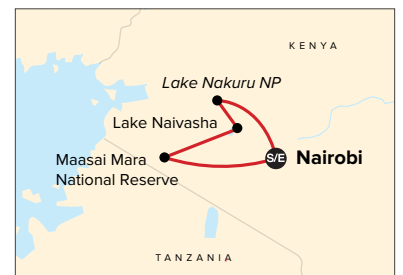 KENYA
Lake Nakuru NP
Lake Naivasha
Maasai Mara
National Reserve
S/E
Nairobi
TANZANIA